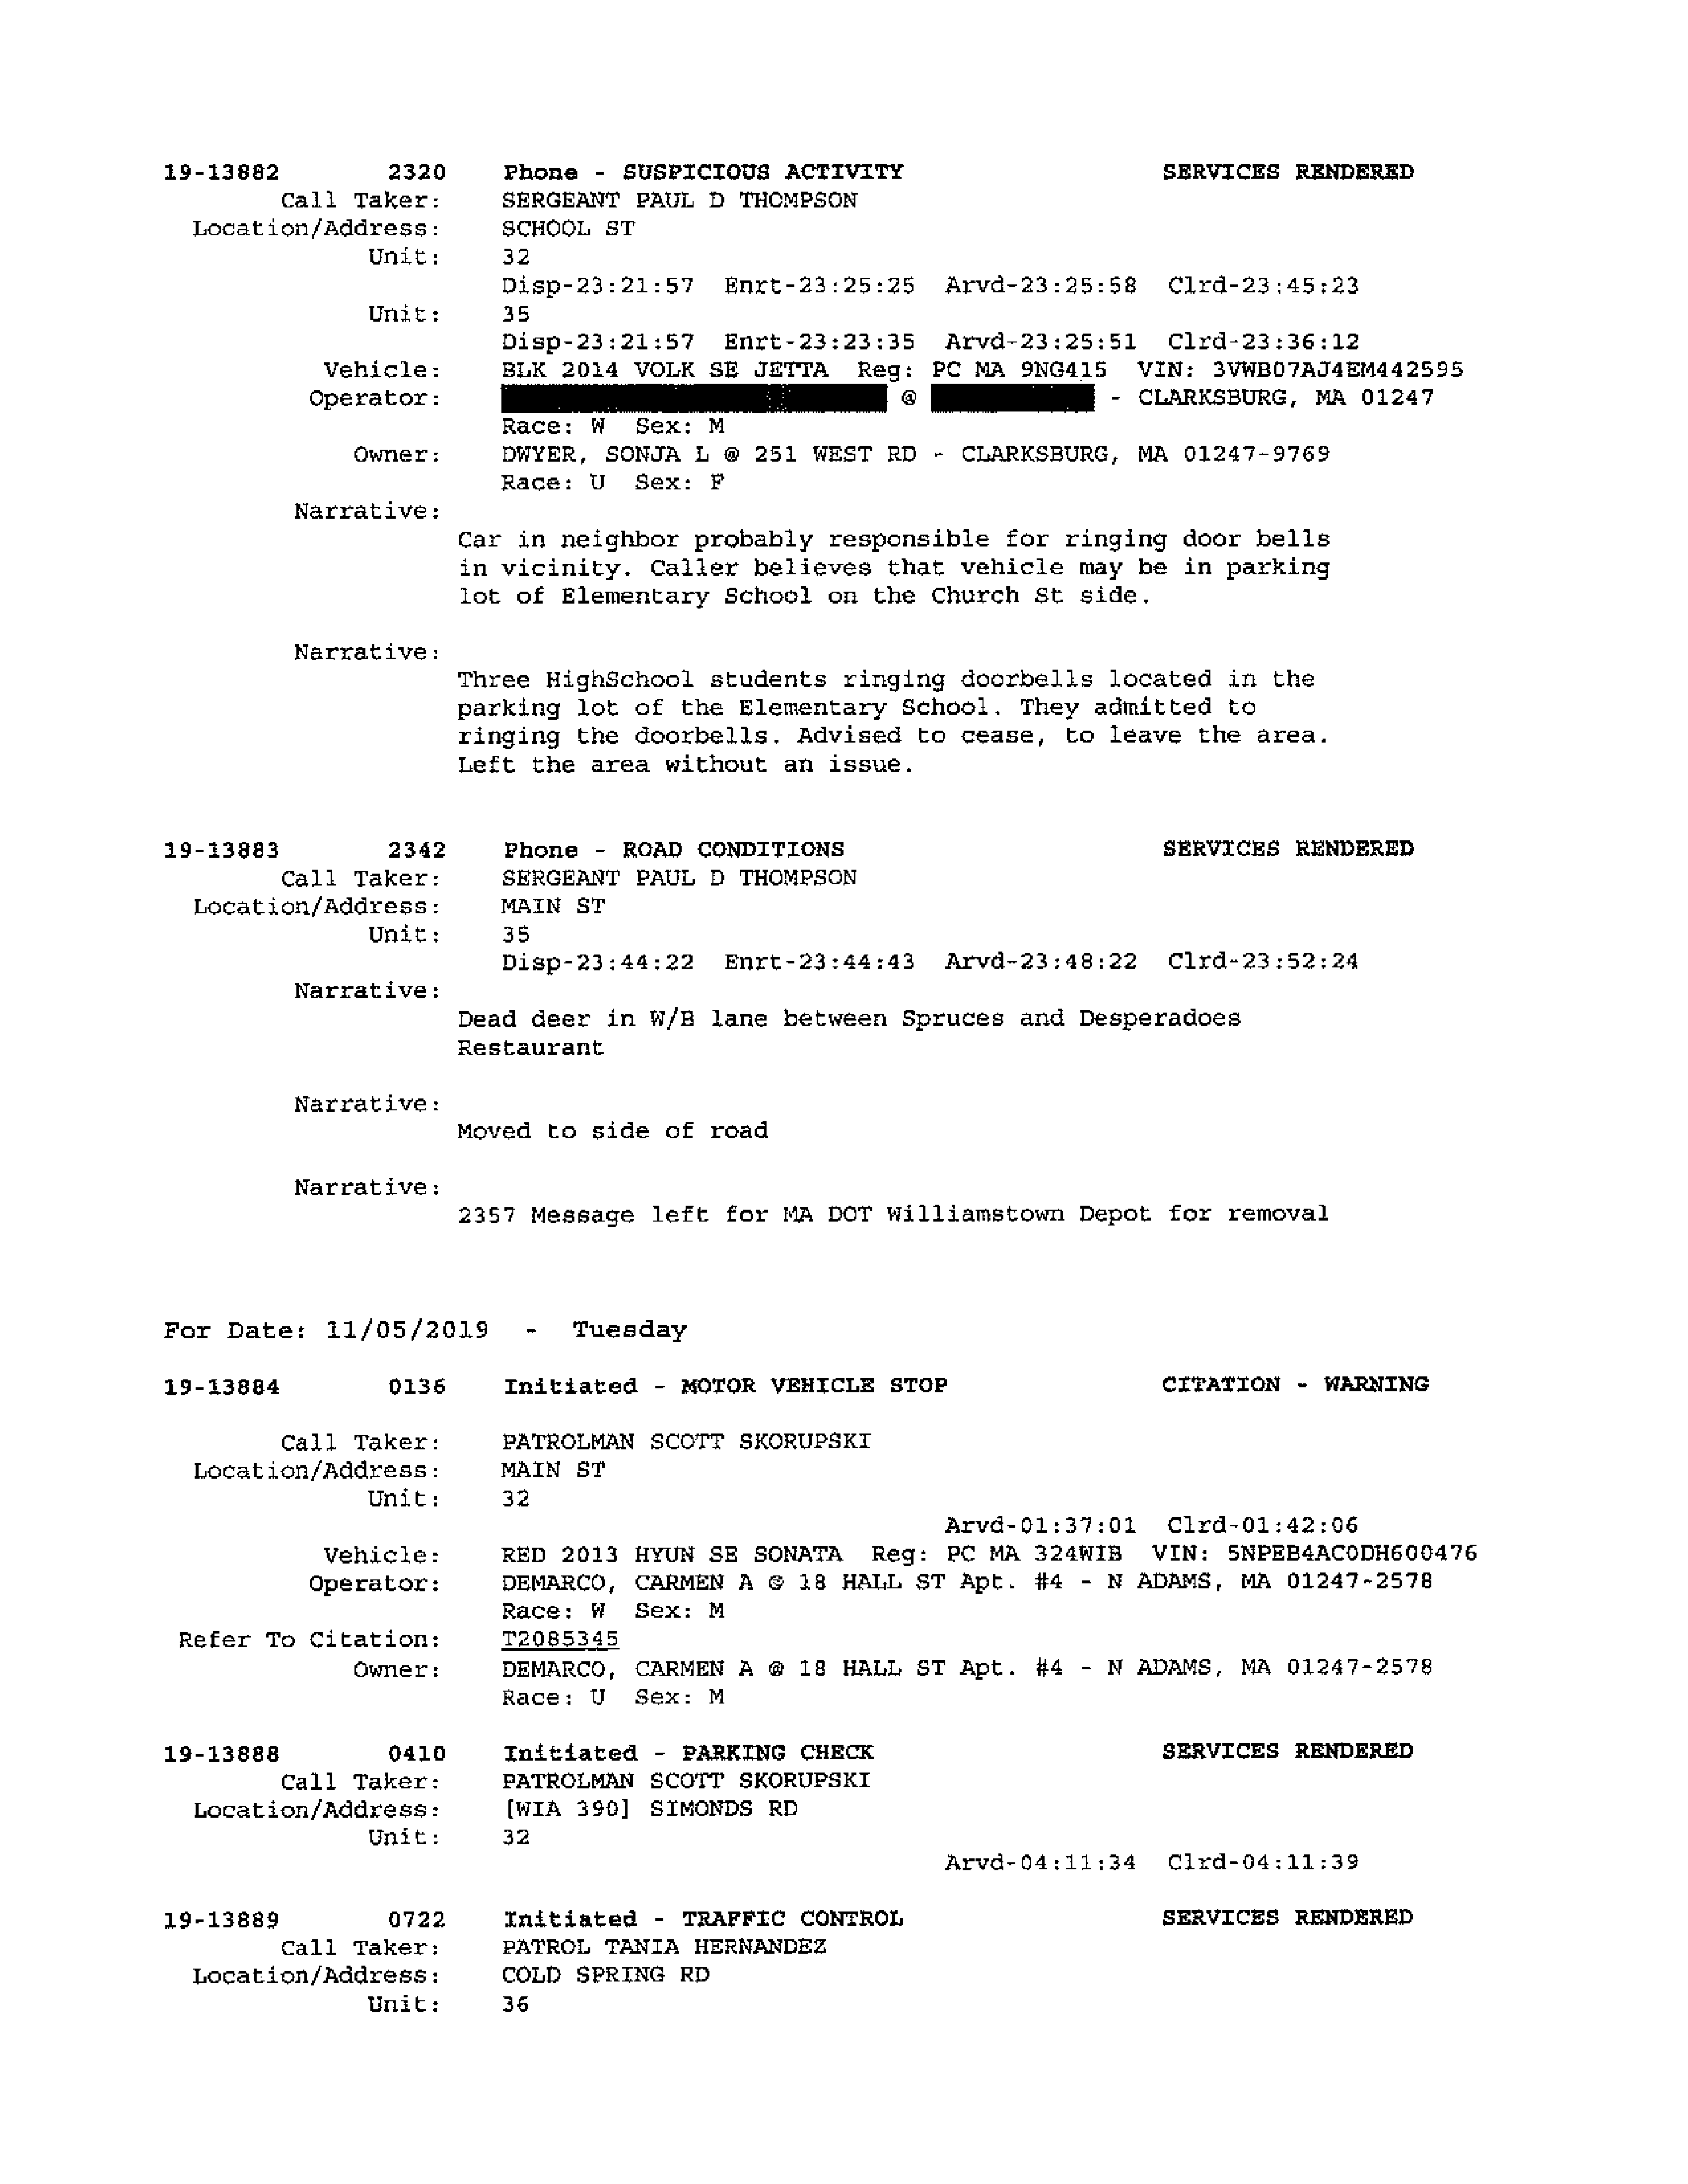 19-13882 2320 Phone - SUSPICIOUS ACTIVITY SERVICES RENDERED
Call Taker: SERGEANT PAUL D THOMPSON
Location/Address: SCHOOL ST
Unit: 32
Disp-23:21:57 Enrt-23:25:25 Arvd-23:25:58 Clrd-23:45:23
Unit: 35
Disp-23:21:57 Enrt-23:23:35 Arvd-23:25:51 Clrd-23:36:12
Vehicle: BLK 2014 VOLK SE JETTA Reg: PC MA 9NG415 VIN: 3VWB07AJ4EM442595
Operator: @ - CLARKSBURG, MA 01247
Race: W Sex: M
Owner: DWYER, SONJA L @ 251 WEST RD - CLARKSBURG, MA 01247-9769
Race: U Sex: F
Narrative:
Car in neighbor probably responsible for ringing door bells
in vicinity. Caller believes that vehicle may be in parking
lot of Elementary School on the Church St side.
Narrative:
Three HighSchool students ringing doorbells located in the
parking lot of the Elementary School. They admitted to
ringing the doorbells. Advised to cease, to leave the area.
Left the area without an issue.
19-13883 2342 Phone - ROAD CONDITIONS SERVICES RENDERED
Call Taker: SERGEANT PAUL D THOMPSON
Location/Address: MAIN ST
Unit: 35
Disp-23:44:22 Enrt-23:44:43 Arvd-23:48:22 Clrd-23:52:24
Narrative:
Dead deer in W/B lane between Spruces and Desperadoes
Restaurant
Narrative:
Moved to side of road
Narrative:
2357 Message left for MA DOT Williamstown Depot for removal
For Date: 11/05/2019 - Tuesday
19-13884 0136 Initiated - MOTOR VEHICLE STOP CITATION - WARNING
Call Taker: PATROLMAN SCOTT SKORUPSKI
Location/Address: MAIN ST
Unit: 32
Arvd-01:37:01 Clrd-01:42:06
Vehicle: RED 2013 HYUN SE SONATA Reg: PC MA 324WIB VIN: 5NPEB4AC0DH600476
Operator: DEMARCO, CARMEN A @ 18 HALL ST Apt. #4 - N ADAMS, MA 01247-2578
Race: W Sex: M
Refer To Citation: T2085345
Owner: DEMARCO, CARMEN A @ 18 HALL ST Apt. #4 - N ADAMS, MA 01247-2578
Race: U Sex: M
19-13888 0410 Initiated - PARKING CHECK SERVICES RENDERED
Call Taker: PATROLMAN SCOTT SKORUPSKI
Location/Address: [WIA 390] SIMONDS RD
Unit: 32
Arvd-04:11:34 Clrd-04:11:39
19-13889 0722 Initiated - TRAFFIC CONTROL SERVICES RENDERED
Call Taker: PATROL TANIA HERNANDEZ
Location/Address: COLD SPRING RD
Unit: 36